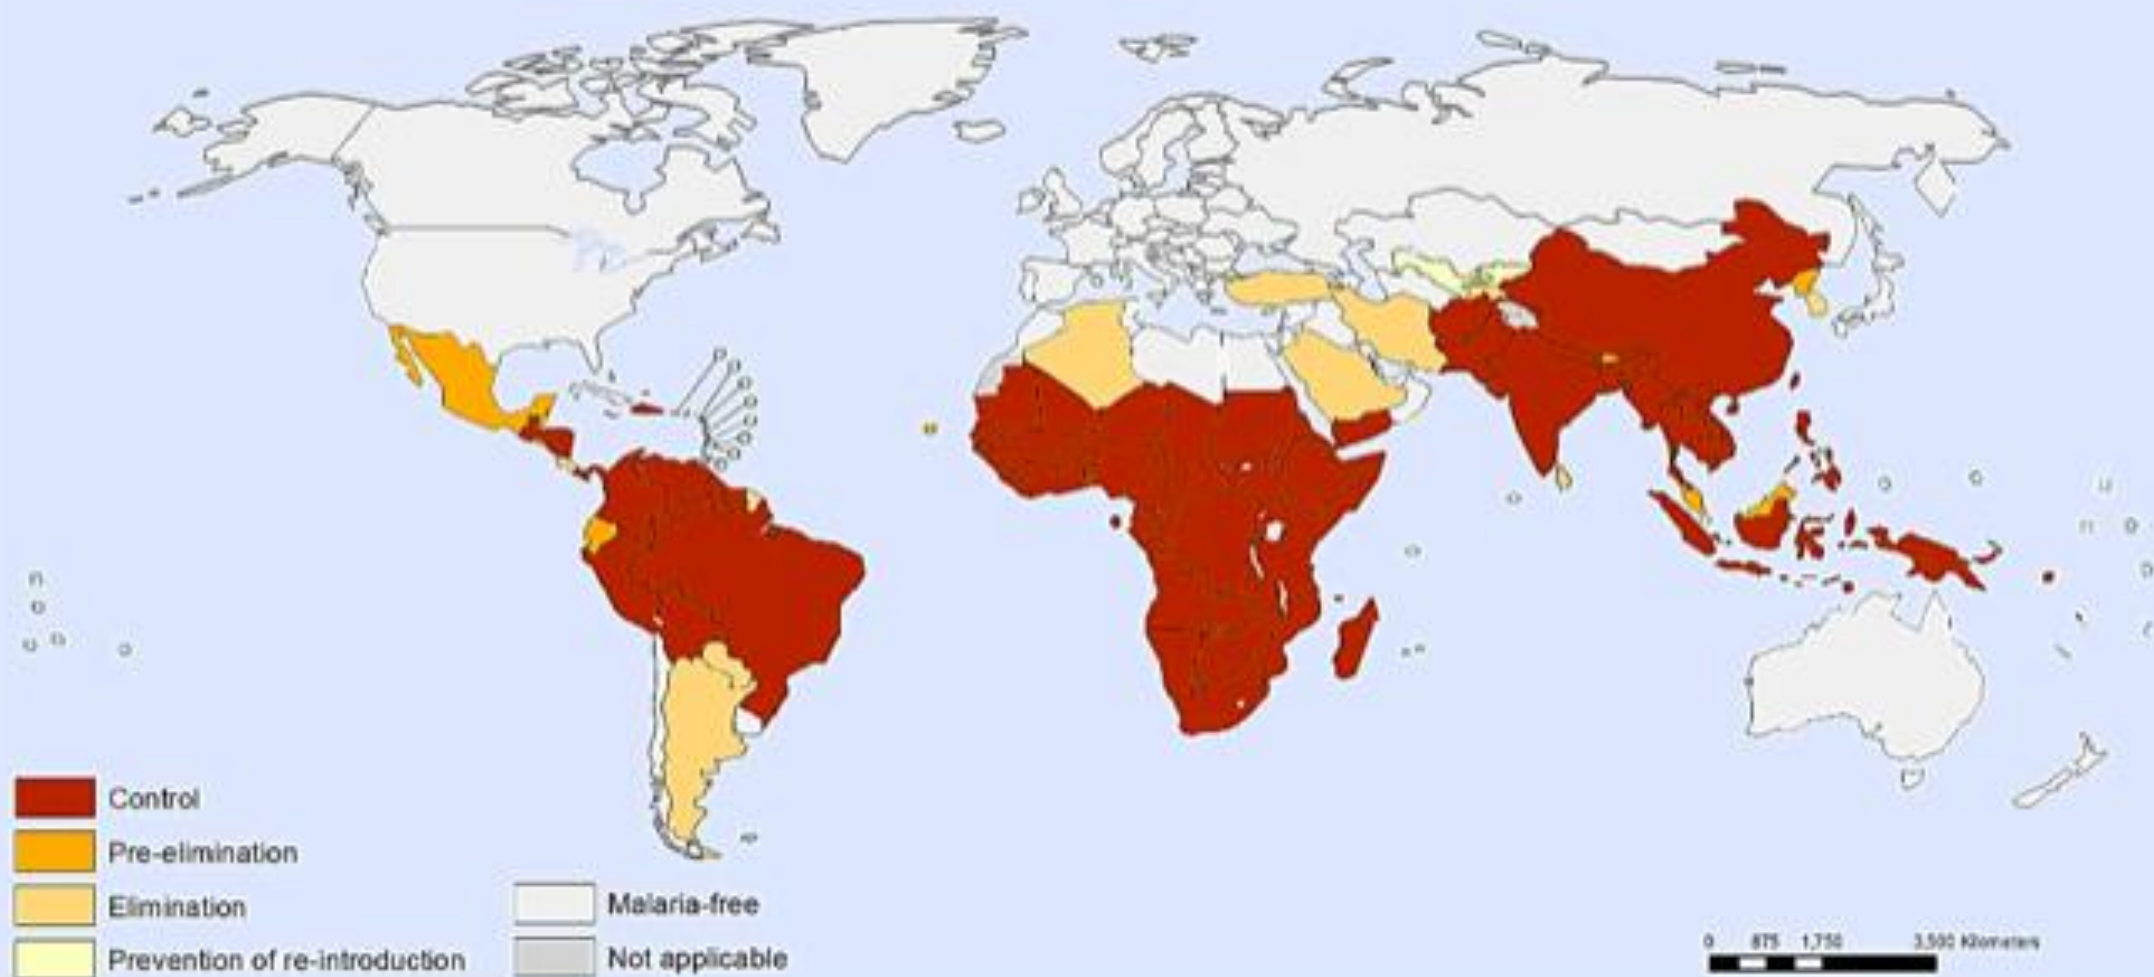 Control
Pre-elimination
Elimination
Prevention of re-introduction
Malaria-free
Not applicable
0 875 1,750 3,500 Kilometers